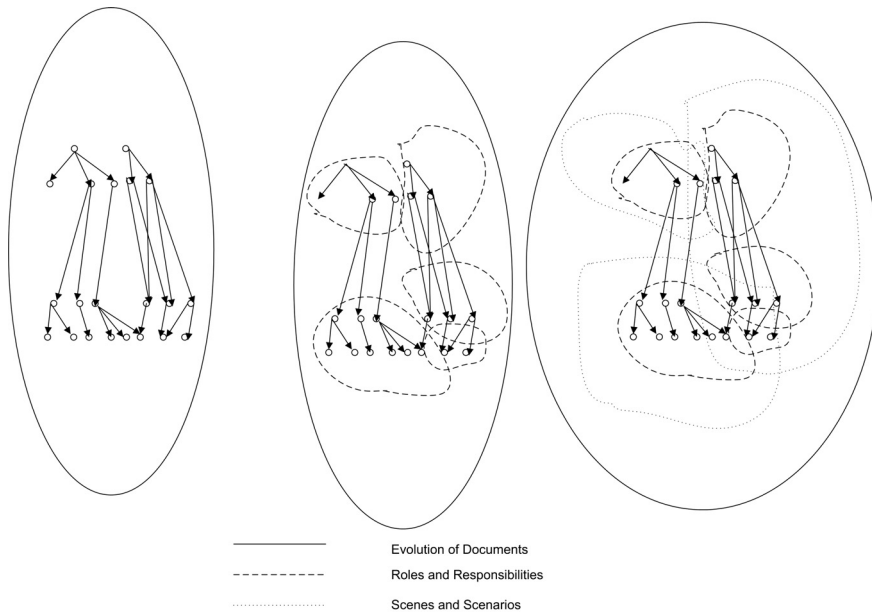 Evolution of Documents
Roles and Responsibilities
Scenes and Scenarios